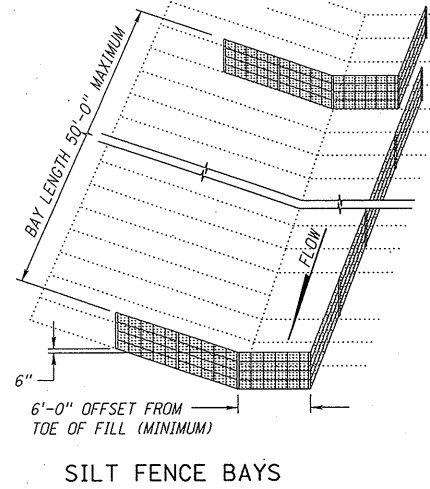 BAY LENGTH 50'-0" MAXIMUM
FLOW
6"
6'-0" OFFSET FROM
TOE OF FILL (MINIMUM)
SILT FENCE BAYS